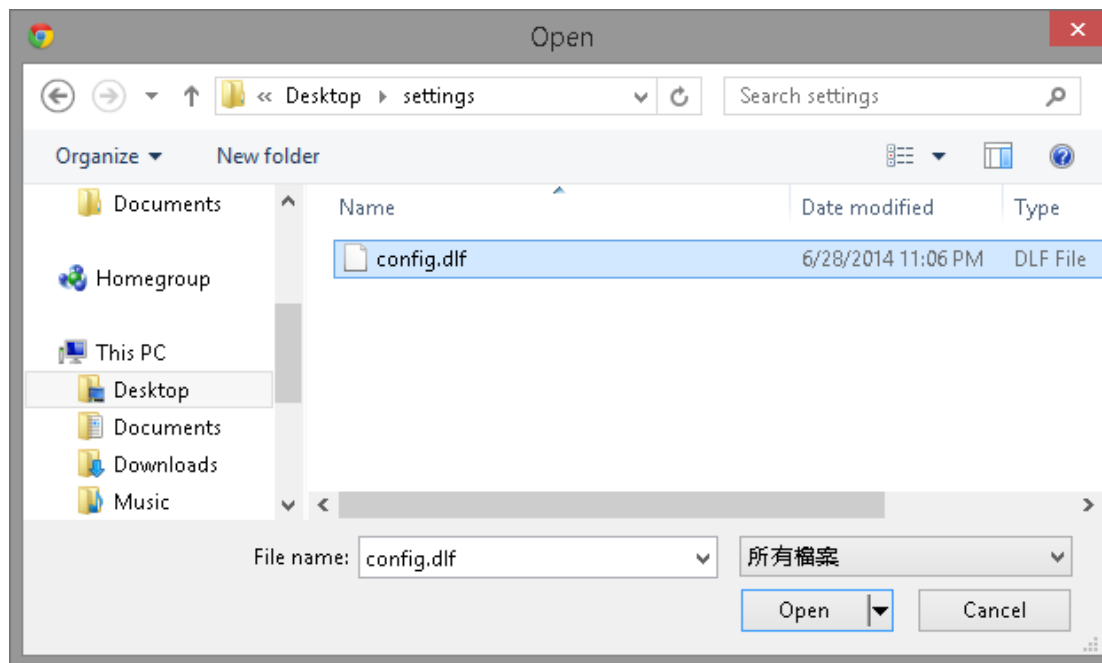 Open
« Desktop settings
Search settings
Organize
New folder
Documents
Homegroup
This PC
Desktop
Documents
Downloads
Music
Name
Date modified
Type
config.dlf
6/28/2014 11:06 PM
DLF File
File name:
config.dlf
所有檔案
Open
Cancel